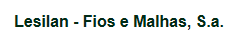 Lesilan - Fios e Malhas, S.a.